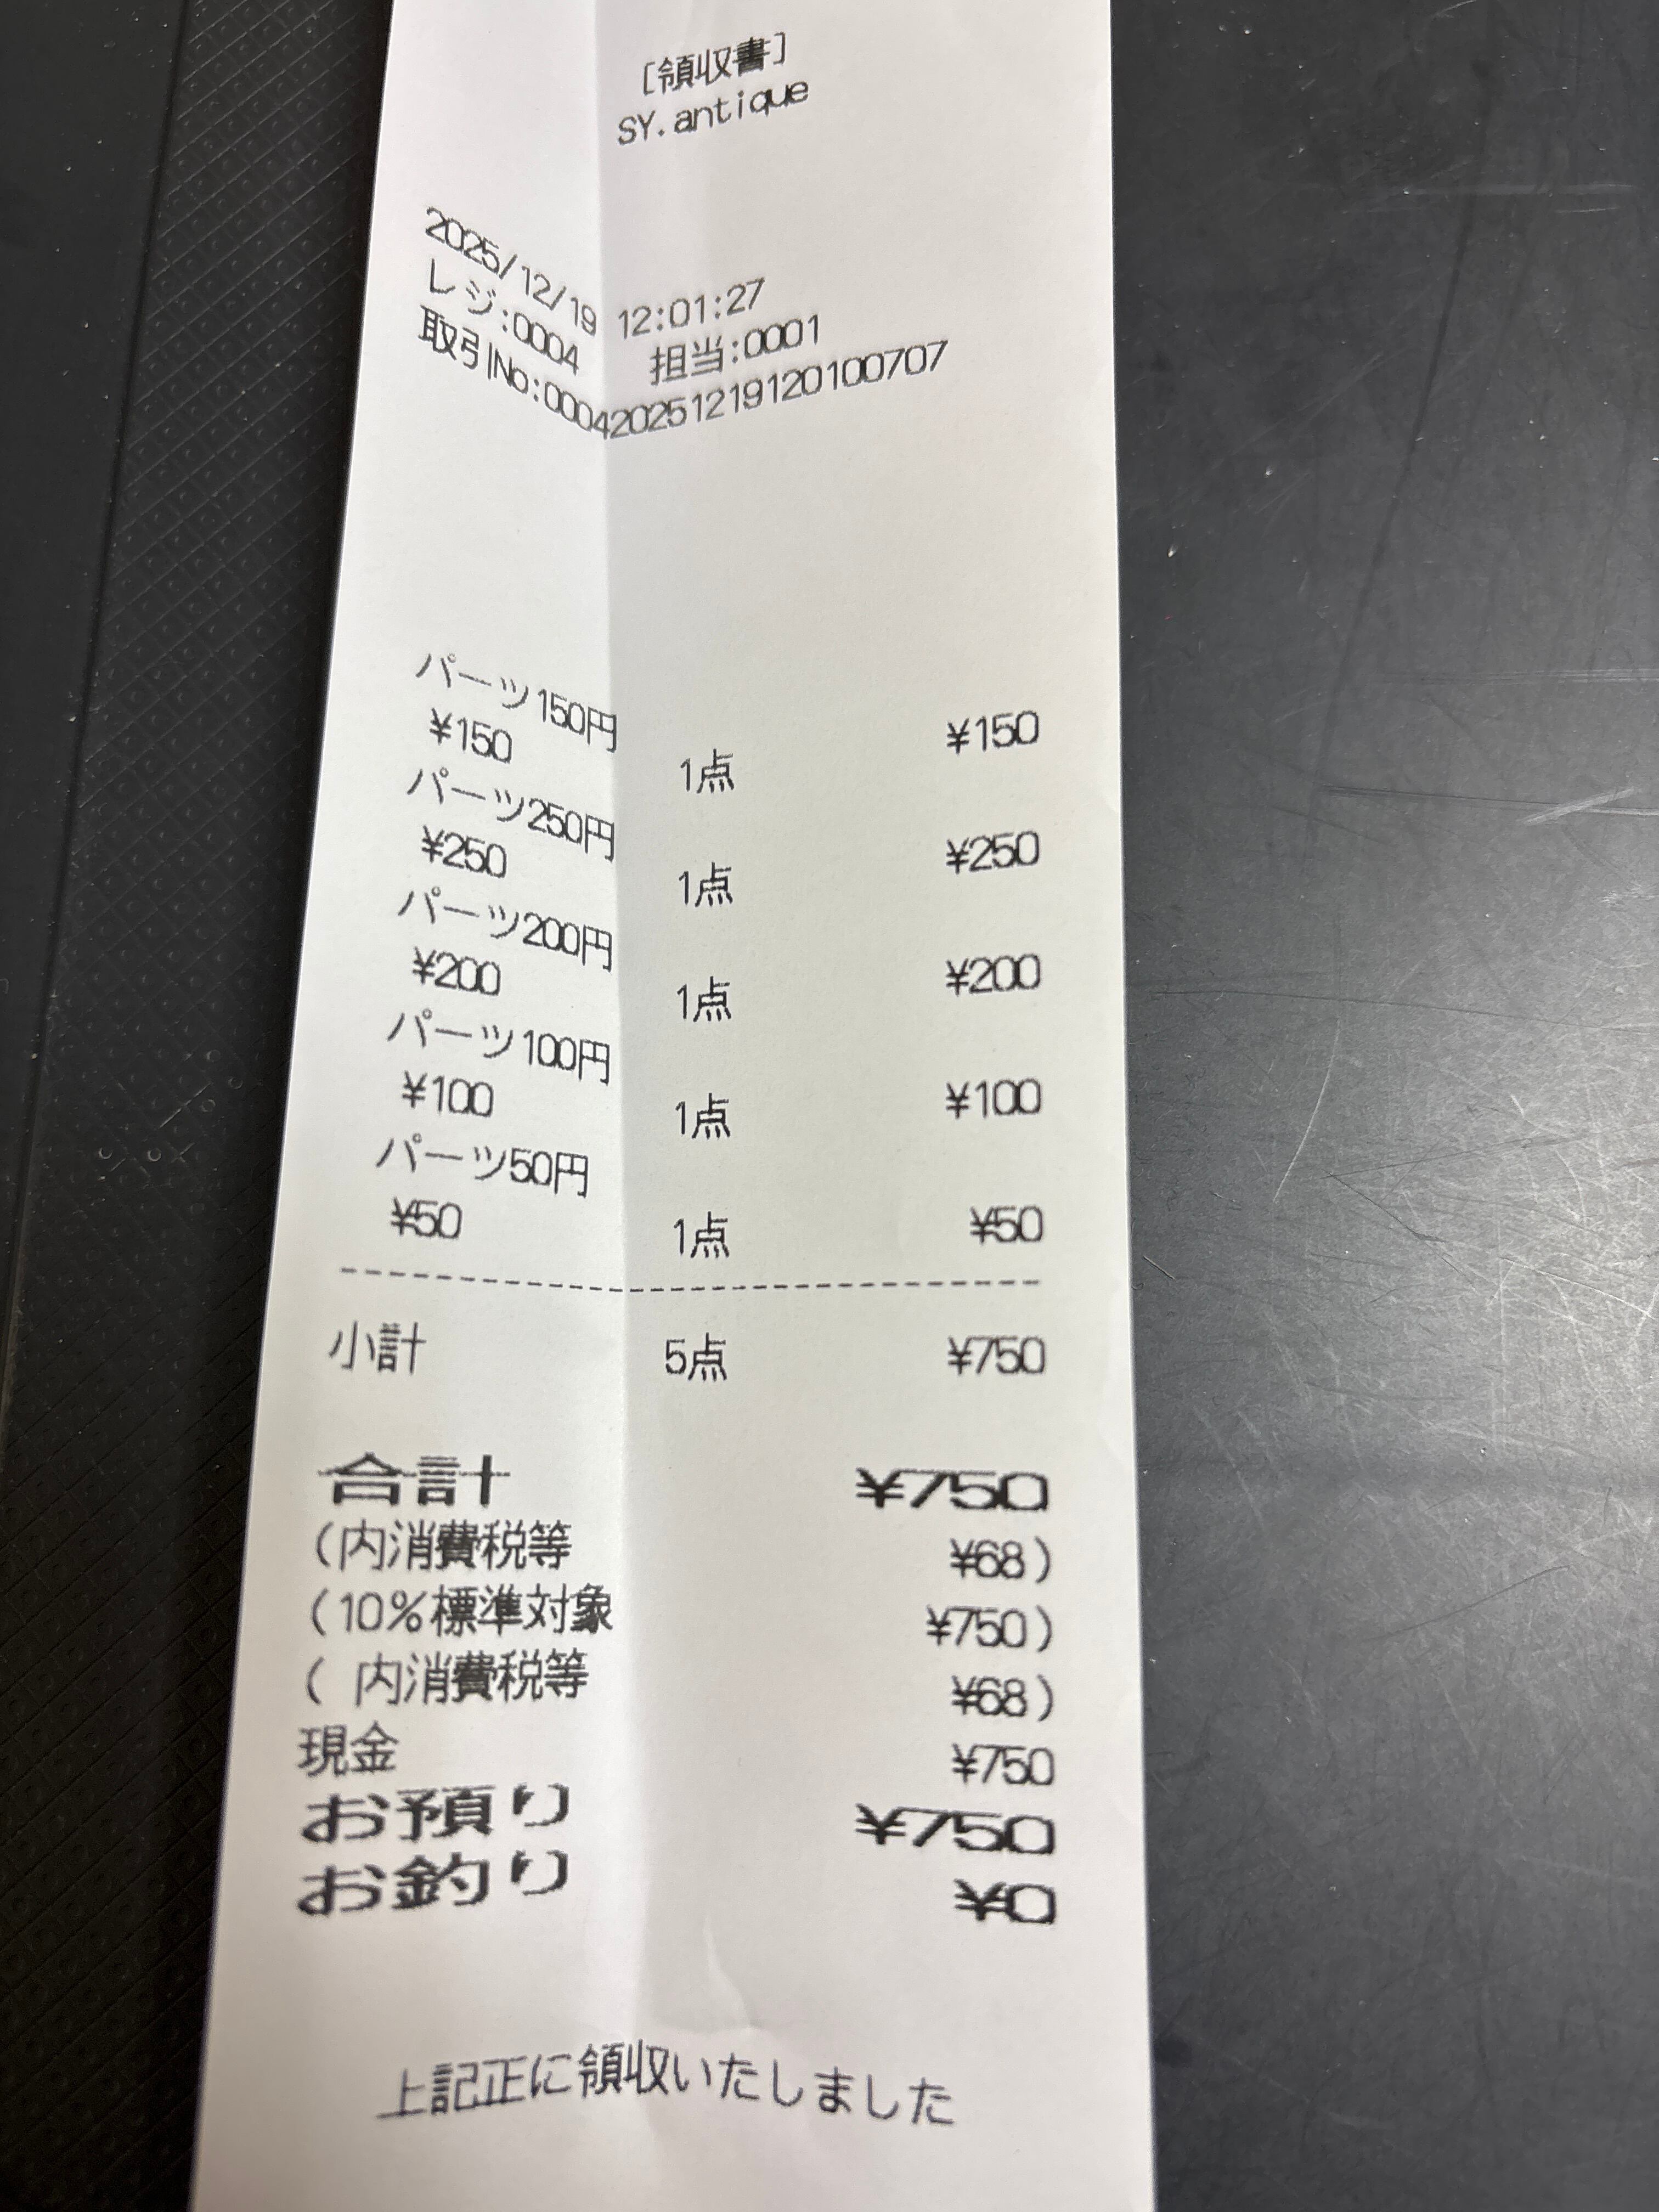 [領収書]
SY.antique
2025/12/19 12:01:27
レジ:0004 担当:0001
取引No:00042025121912010​0707
パーツ150円 ¥150
¥150 1点
パーツ250円 ¥250
¥250 1点
パーツ200円 ¥200
¥200 1点
パーツ100円 ¥100
¥100 1点
パーツ50円 ¥50
¥50 1点
小計 5点 ¥750
合計 ¥750
(内消費税等 ¥68)
(10%標準対象 ¥750)
( 内消費税等 ¥68)
現金 ¥750
お預り ¥750
お釣り ¥0
上記正に領収いたしました